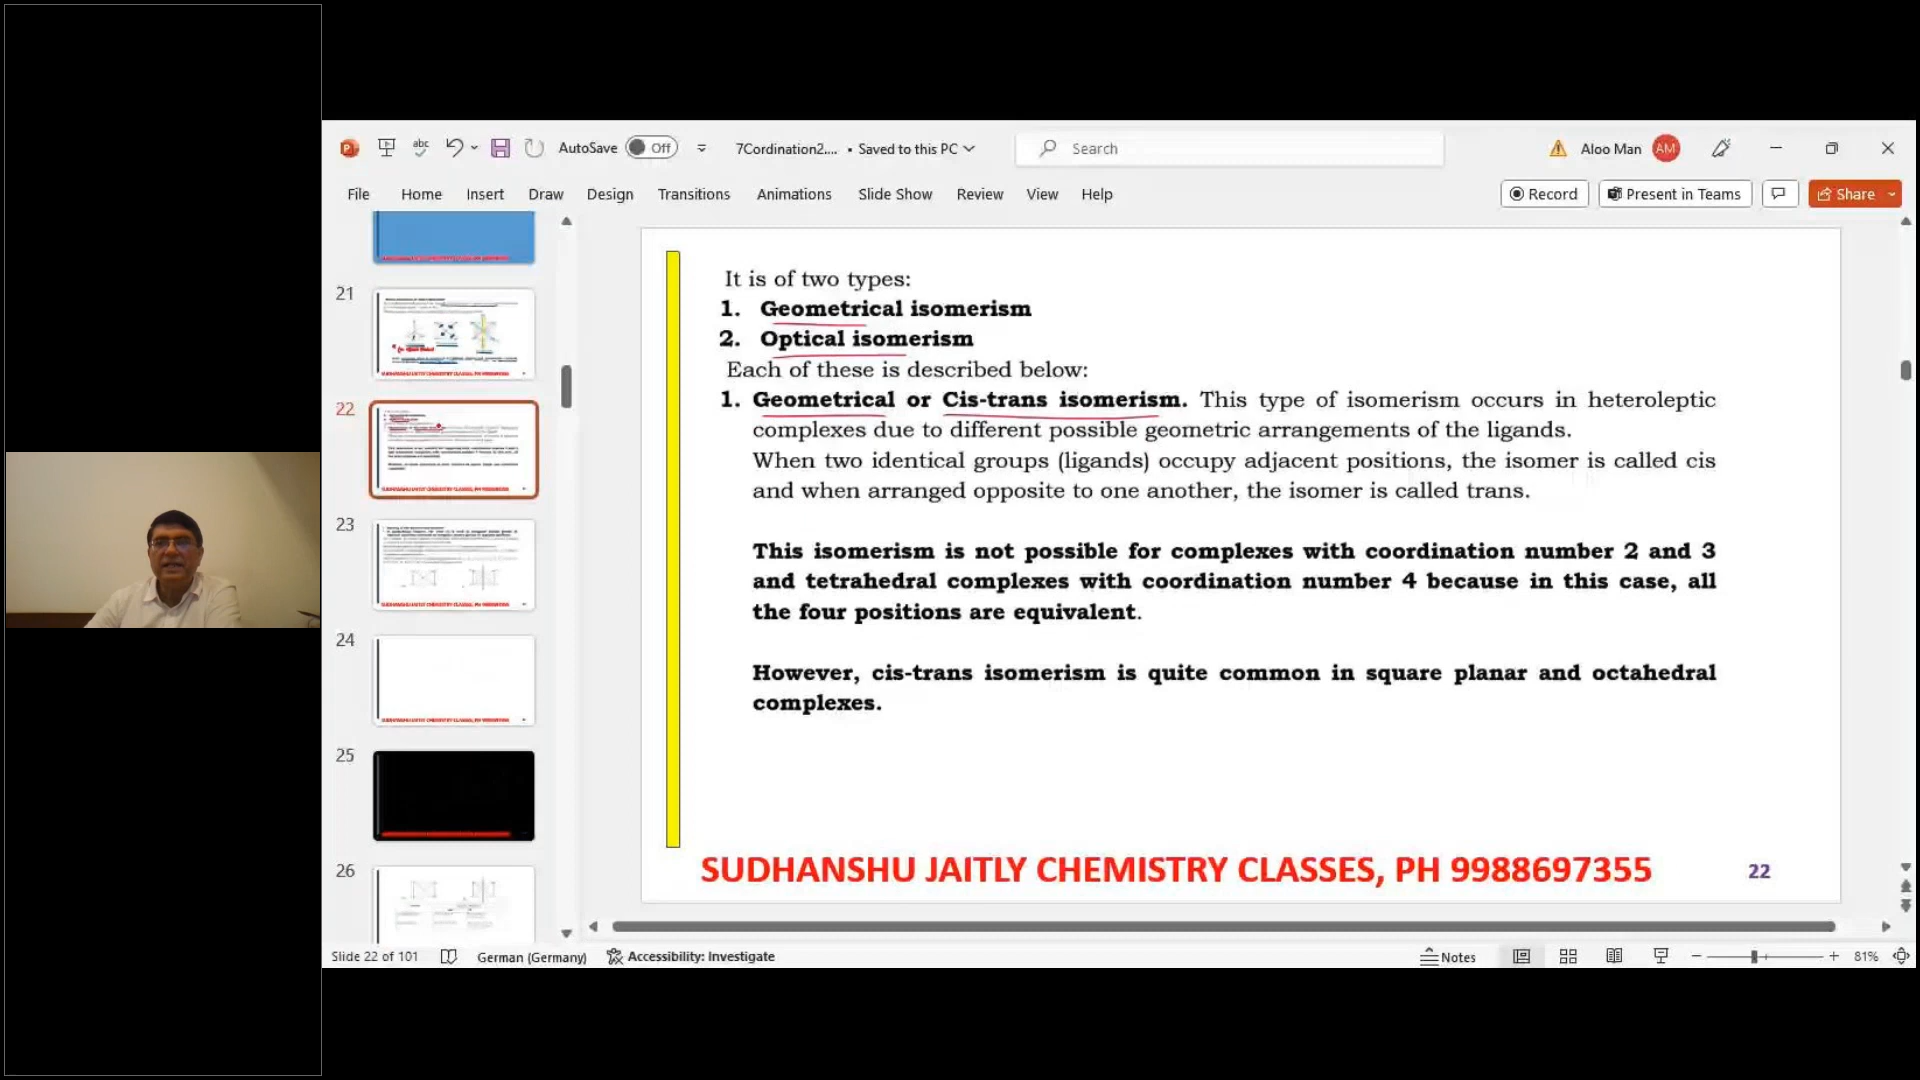 abc
AutoSave Off
7Cordination2.... • Saved to this PC
Search
Aloo Man AM
File Home Insert Draw Design Transitions Animations Slide Show Review View Help
Record Present in Teams Share
21
22
23
24
25
26
It is of two types:
1. Geometrical isomerism
2. Optical isomerism
Each of these is described below:
1. Geometrical or Cis-trans isomerism. This type of isomerism occurs in heteroleptic
complexes due to different possible geometric arrangements of the ligands.
When two identical groups (ligands) occupy adjacent positions, the isomer is called cis
and when arranged opposite to one another, the isomer is called trans.
This isomerism is not possible for complexes with coordination number 2 and 3
and tetrahedral complexes with coordination number 4 because in this case, all
the four positions are equivalent.
However, cis-trans isomerism is quite common in square planar and octahedral
complexes.
SUDHANSHU JAITLY CHEMISTRY CLASSES, PH 9988697355
22
Slide 22 of 101 German (Germany) Accessibility: Investigate Notes 81%